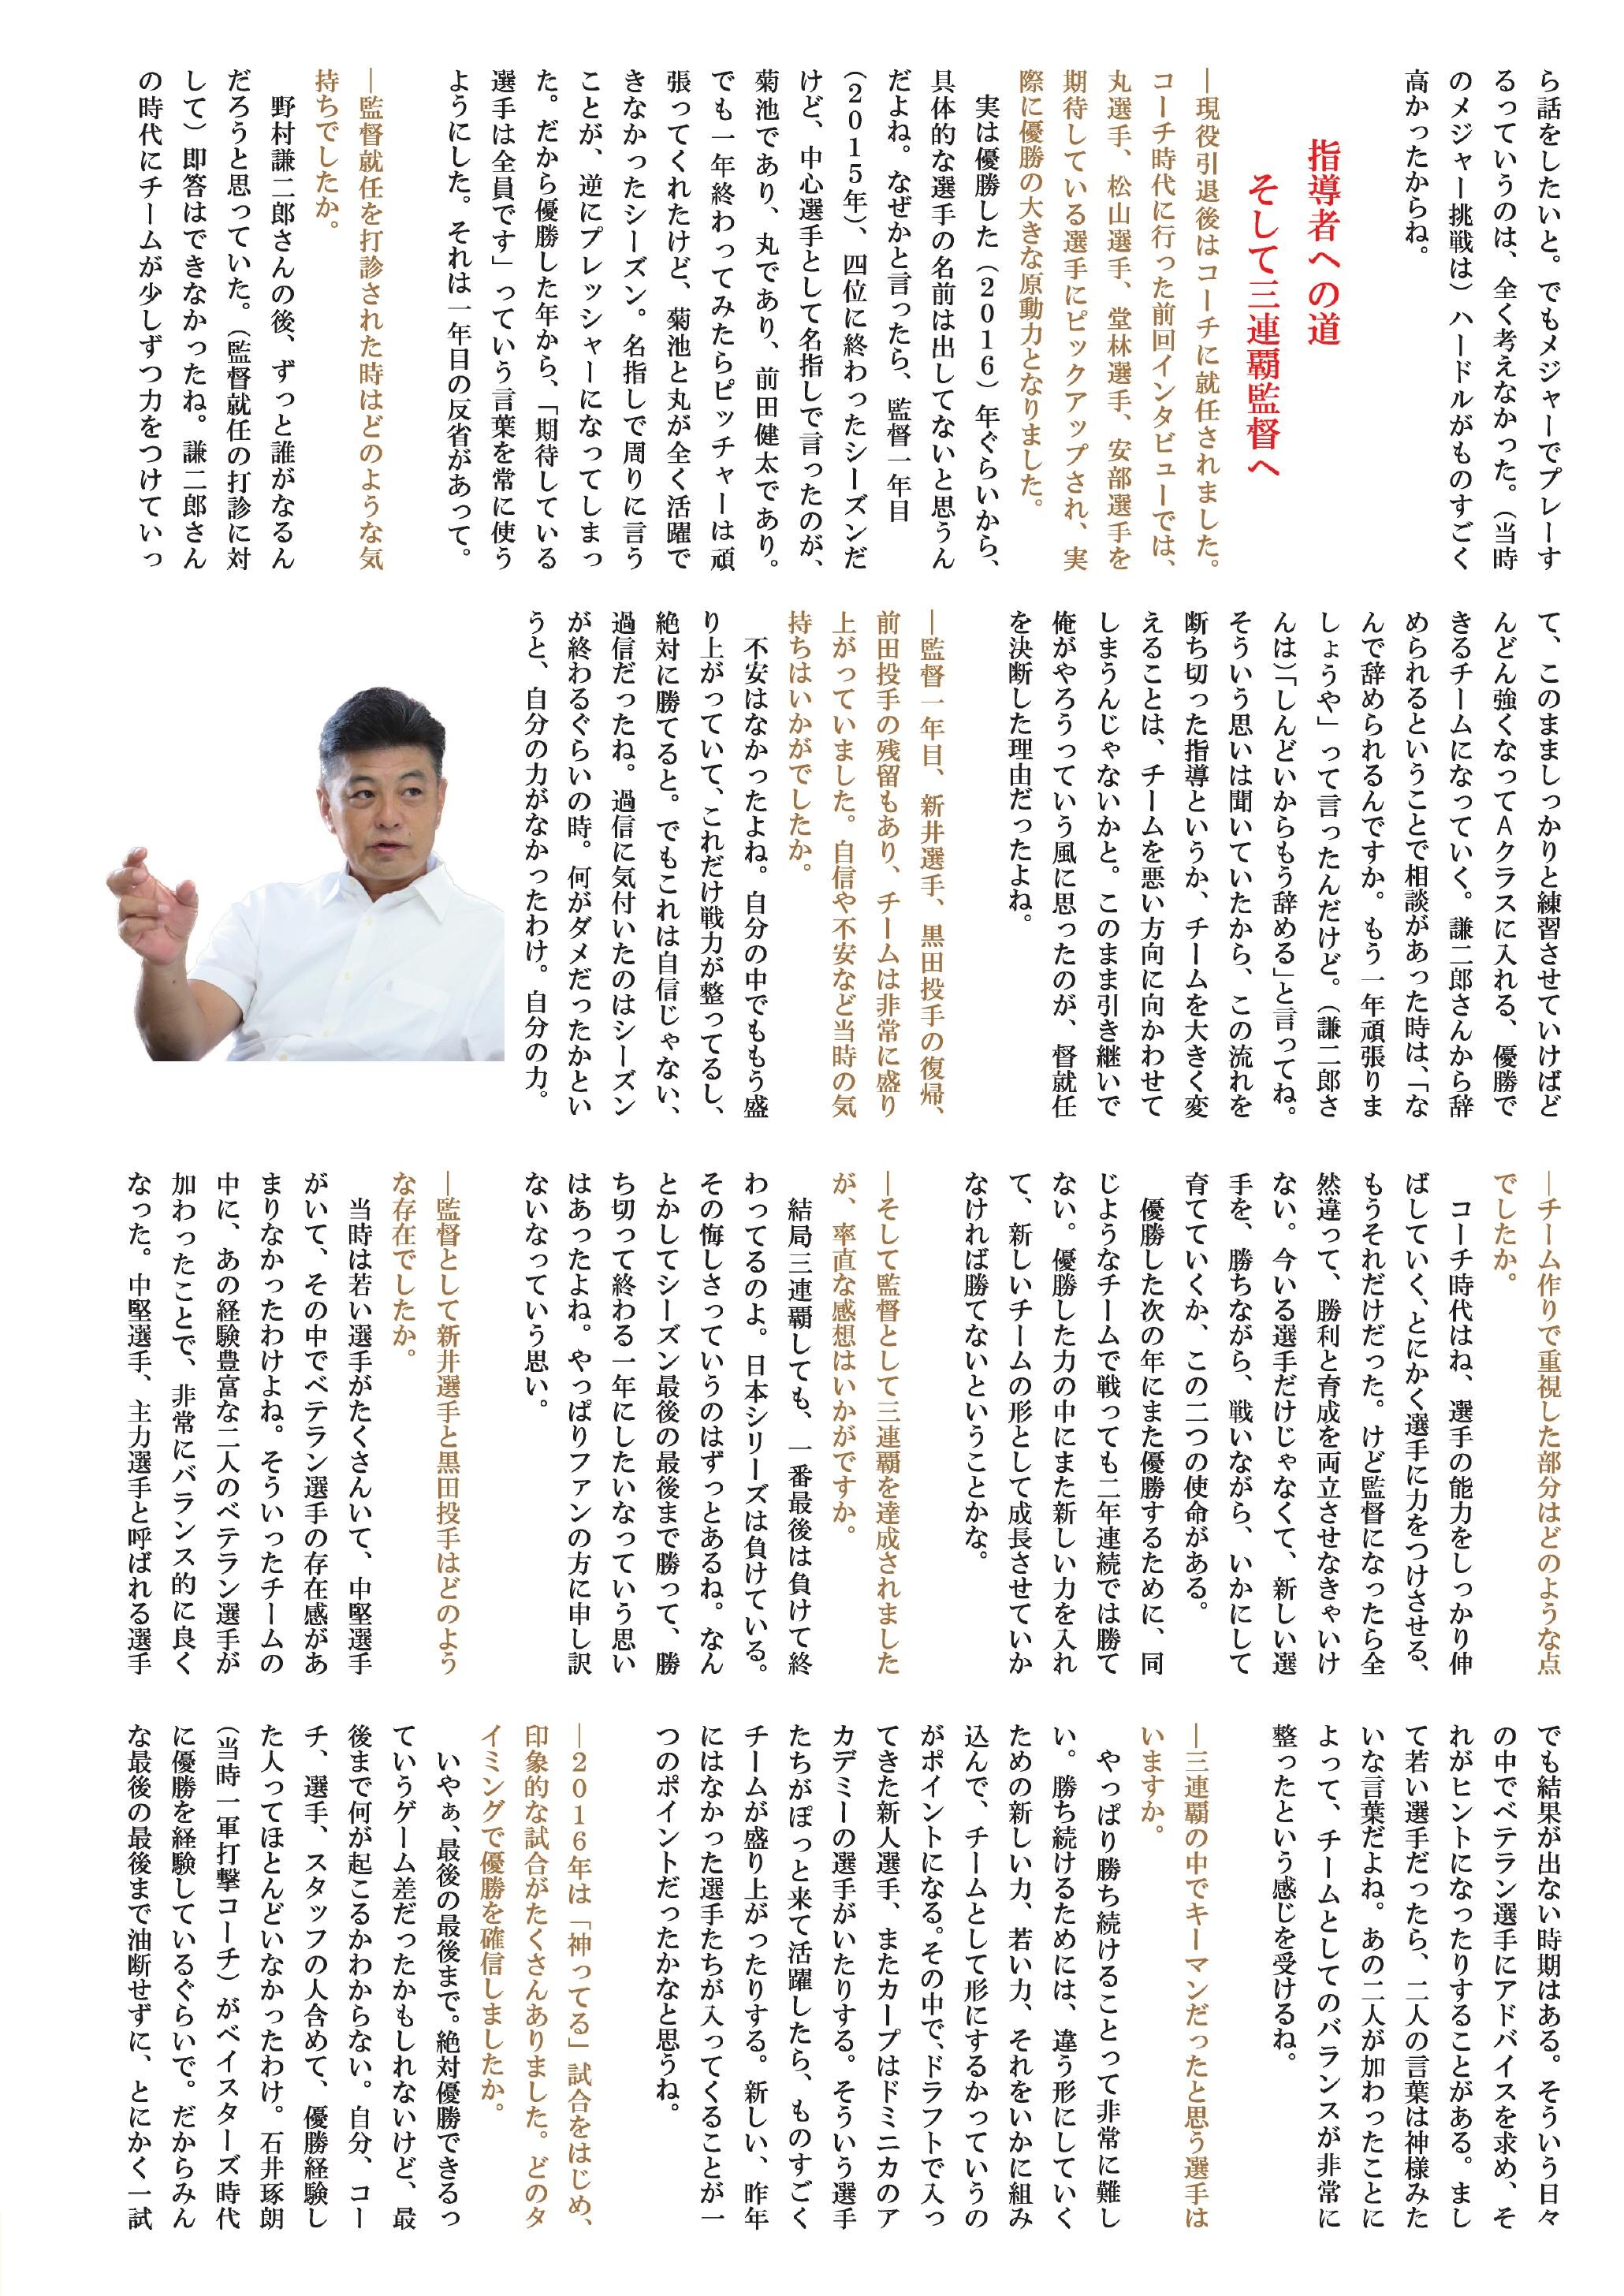 ら話をしたいと。でもメジャーでプレーす
るっていうのは、全く考えなかった。（当時
のメジャー挑戦は）ハードルがものすごく
高かったからね。
指導者への道
そして三連覇監督へ
―現役引退後はコーチに就任されました。
コーチ時代に行った前回インタビューでは、
丸選手、松山選手、堂林選手、安部選手を
期待している選手にピックアップされ、実
際に優勝の大きな原動力となりました。
実は優勝した（2016）年ぐらいから、
具体的な選手の名前は出してないと思うん
だよね。なぜかと言ったら、監督一年目
（2015年）、四位に終わったシーズンだ
けど、中心選手として名指しで言ったのが、
菊池であり、丸であり、前田健太であり。
でも一年終わってみたらピッチャーは頑
張ってくれたけど、菊池と丸が全く活躍で
きなかったシーズン。名指しで周りに言う
ことが、逆にプレッシャーになってしまっ
た。だから優勝した年から、「期待している
選手は全員です」っていう言葉を常に使う
ようにした。それは一年目の反省があって。
―監督就任を打診された時はどのような気
持ちでしたか。
野村謙二郎さんの後、ずっと誰がなるん
だろうと思っていた。（監督就任の打診に対
して）即答はできなかったね。謙二郎さん
の時代にチームが少しずつ力をつけていっ
て、このまましっかりと練習させていけばど
んどん強くなってAクラスに入れる、優勝で
きるチームになっていく。謙二郎さんから辞
められるということで相談があった時は、「な
んで辞められるんですか。もう一年頑張りま
しょうや」って言ったんだけど。（謙二郎さ
んは）「しんどいからもう辞める」と言ってね。
そういう思いは聞いていたから、この流れを
断ち切った指導というか、チームを大きく変
えることは、チームを悪い方向に向かわせて
しまうんじゃないかと。このまま引き継いで
俺がやろうっていう風に思ったのが、督就任
を決断した理由だったよね。
―監督一年目、新井選手、黒田投手の復帰、
前田投手の残留もあり、チームは非常に盛り
上がっていました。自信や不安など当時の気
持ちはいかがでしたか。
不安はなかったよね。自分の中でももう盛
り上がっていて、これだけ戦力が整ってるし、
絶対に勝てると。でもこれは自信じゃない、
過信だったね。過信に気付いたのはシーズン
が終わるぐらいの時。何がダメだったかとい
うと、自分の力がなかったわけ。自分の力。
―チーム作りで重視した部分はどのような点
でしたか。
コーチ時代はね、選手の能力をしっかり伸
ばしていく、とにかく選手に力をつけさせる、
もうそれだけだった。けど監督になったら全
然違って、勝利と育成を両立させなきゃいけ
ない。今いる選手だけじゃなくて、新しい選
手を、勝ちながら、戦いながら、いかにして
育てていくか、この二つの使命がある。
優勝した次の年にまた優勝するために、同
じようなチームで戦っても二年連続では勝て
ない。優勝した力の中にまた新しい力を入れ
て、新しいチームの形として成長させていか
なければ勝てないということかな。
―そして監督として三連覇を達成されました
が、率直な感想はいかがですか。
結局三連覇しても、一番最後は負けて終
わってるのよ。日本シリーズは負けている。
その悔しさっていうのはずっとあるね。なん
とかしてシーズン最後の最後まで勝って、勝
ち切って終わる一年にしたいなっていう思い
はあったよね。やっぱりファンの方に申し訳
ないなっていう思い。
―監督として新井選手と黒田投手はどのよう
な存在でしたか。
当時は若い選手がたくさんいて、中堅選手
がいて、その中でベテラン選手の存在感があ
まりなかったわけよね。そういったチームの
中に、あの経験豊富な二人のベテラン選手が
加わったことで、非常にバランス的に良く
なった。中堅選手、主力選手と呼ばれる選手
でも結果が出ない時期はある。そういう日々
の中でベテラン選手にアドバイスを求め、そ
れがヒントになったりすることがある。まし
て若い選手だったら、二人の言葉は神様みた
いな言葉だよね。あの二人が加わったことに
よって、チームとしてのバランスが非常に
整ったという感じを受けるね。
―三連覇の中でキーマンだったと思う選手は
いますか。
やっぱり勝ち続けることって非常に難し
い。勝ち続けるためには、違う形にしていく
ための新しい力、若い力、それをいかに組み
込んで、チームとして形にするかっていうの
がポイントになる。その中で、ドラフトで入っ
てきた新人選手、またカープはドミニカのア
カデミーの選手がいたりする。そういう選手
たちがぽっと来て活躍したら、ものすごく
チームが盛り上がったりする。新しい、昨年
にはなかった選手たちが入ってくることが一
つのポイントだったかなと思うね。
―2016年は「神ってる」試合をはじめ、
印象的な試合がたくさんありました。どのタ
イミングで優勝を確信しましたか。
いやぁ、最後の最後まで。絶対優勝できるっ
ていうゲーム差だったかもしれないけど、最
後まで何が起こるかわからない。自分、コー
チ、選手、スタッフの人含めて、優勝経験し
た人ってほとんどいなかったわけ。石井琢朗
（当時一軍打撃コーチ）がベイスターズ時代
に優勝を経験しているぐらいで。だからみん
な最後の最後まで油断せずに、とにかく一試